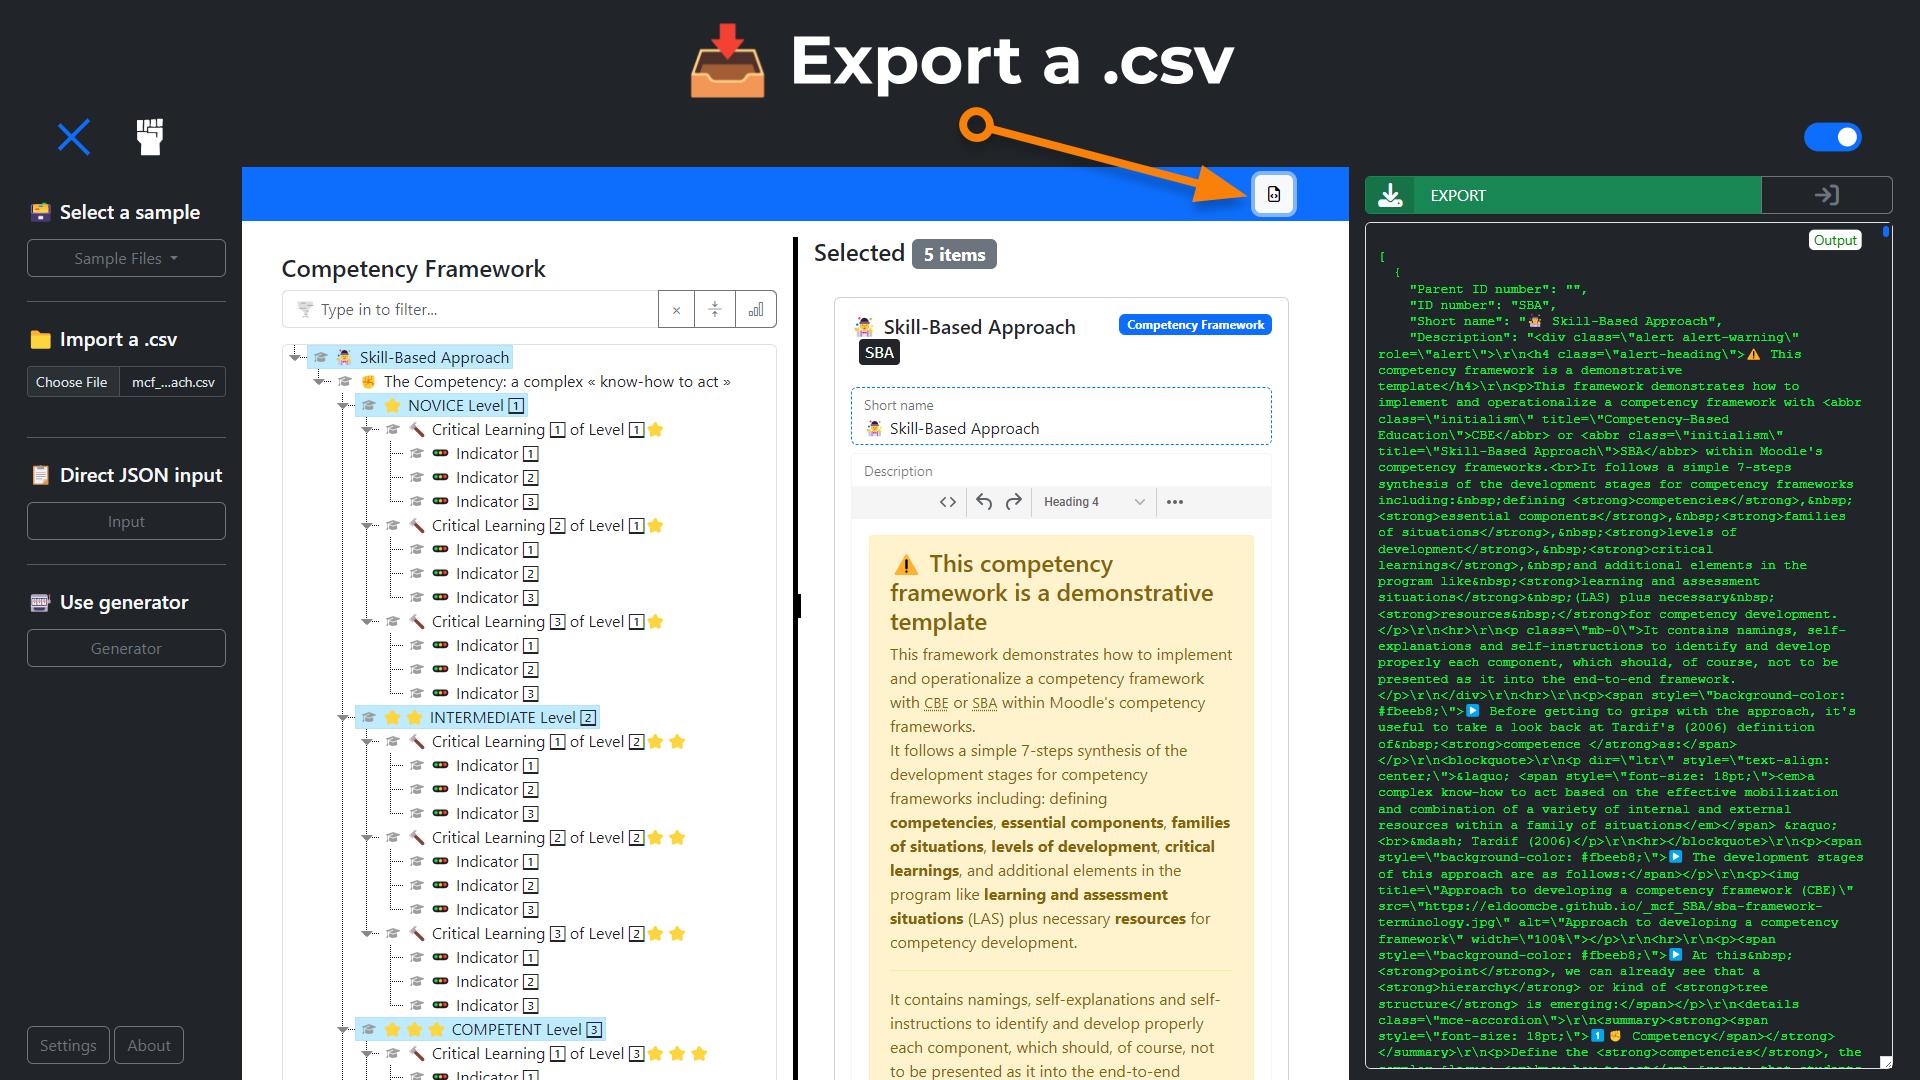 Export a .csv
Select a sample
Sample Files
Import a .csv
Choose File mcf_...ach.csv
Direct JSON input
Input
Use generator
Generator
Settings
About
Competency Framework
Type in to filter...
Skill-Based Approach
The Competency: a complex « know-how to act »
NOVICE Level 1
Critical Learning 1 of Level 1
Indicator 1
Indicator 2
Indicator 3
Critical Learning 2 of Level 1
Indicator 1
Indicator 2
Indicator 3
Critical Learning 3 of Level 1
Indicator 1
Indicator 2
Indicator 3
INTERMEDIATE Level 2
Critical Learning 1 of Level 2
Indicator 1
Indicator 2
Indicator 3
Critical Learning 2 of Level 2
Indicator 1
Indicator 2
Indicator 3
Critical Learning 3 of Level 2
Indicator 1
Indicator 2
Indicator 3
COMPETENT Level 3
Critical Learning 1 of Level 3
Indicator 1
Selected 5 items
Skill-Based Approach
Competency Framework
SBA
Short name
Skill-Based Approach
Description
Heading 4
This competency
framework is a demonstrative
template
This framework demonstrates how to implement
and operationalize a competency framework
with CBE or SBA within Moodle's competency
frameworks.
It follows a simple 7-steps synthesis of the
development stages for competency
frameworks including: defining
competencies, essential components, families
of situations, levels of development, critical
learnings, and additional elements in the
program like learning and assessment
situations (LAS) plus necessary resources for
competency development.
It contains namings, self-explanations and self-
instructions to identify and develop properly
each component, which should, of course, not
to be presented as it into the end-to-end
EXPORT
Output
[
{
"Parent ID number": "",
"ID number": "SBA",
"Short name": "🤹 Skill-Based Approach",
"Description": "<div class=\"alert alert-warning\"
role=\"alert\">\r\n<h4 class=\"alert-heading\">⚠️ This
competency framework is a demonstrative
template</h4>\r\n<p>This framework demonstrates how to
implement and operationalize a competency framework with <abbr
class=\"initialism\" title=\"Competency-Based
Education\">CBE</abbr> or <abbr class=\"initialism\"
title=\"Skill-Based Approach\">SBA</abbr> within Moodle's
competency frameworks.<br>It follows a simple 7-steps
synthesis of the development stages for competency frameworks
including:&nbsp;defining <strong>competencies</strong>,&nbsp;
<strong>essential components</strong>,&nbsp;<strong>families
of situations</strong>,&nbsp;<strong>levels of
development</strong>,&nbsp;<strong>critical
learnings</strong>,&nbsp;and additional elements in the
program like&nbsp;<strong>learning and assessment
situations</strong>&nbsp;(LAS) plus necessary&nbsp;
<strong>resources&nbsp;</strong>for competency development.
</p>\r\n<hr>\r\n<p class=\"mb-0\">It contains namings, self-
explanations and self-instructions to identify and develop
properly each component, which should, of course, not to be
presented as it into the end-to-end framework.
</p>\r\n</div>\r\n<hr>\r\n<p><span style=\"background-color:
#fbeeb8;\">▶️ Before getting to grips with the approach, it's
useful to take a look back at Tardif's (2006) definition
of&nbsp;<strong>competence </strong>as:</span>
</p>\r\n<blockquote>\r\n<p dir=\"ltr\" style=\"text-align:
center;\">&laquo; <span style=\"font-size: 18pt;\"><em>a
complex know-how to act based on the effective mobilization
and combination of a variety of internal and external
resources within a family of situations</em></span> &raquo;
<br>&mdash; Tardif (2006)</p>\r\n</blockquote>\r\n<p><span
style=\"background-color: #fbeeb8;\">▶️ The development stages
of this approach are as follows:</span></p>\r\n<p><img
title=\"Approach to developing a competency framework (CBE)\"
src=\"https://eldoomcbe.github.io/_mcf_SBA/sba-framework-
terminology.jpg\" alt=\"Approach to developing a competency
framework\" width=\"100%\"></p>\r\n<hr>\r\n<p><span
style=\"background-color: #fbeeb8;\">▶️ At this&nbsp;
<strong>point</strong>, we can already see that a
<strong>hierarchy</strong> or kind of <strong>tree
structure</strong> is emerging:</span></p>\r\n<details
class=\"mce-accordion\">\r\n<summary><strong><span
style=\"font-size: 18pt;\">1️⃣ ✊ Competency</span></strong>
</summary>\r\n<p>Define the <strong>competencies</strong>, the